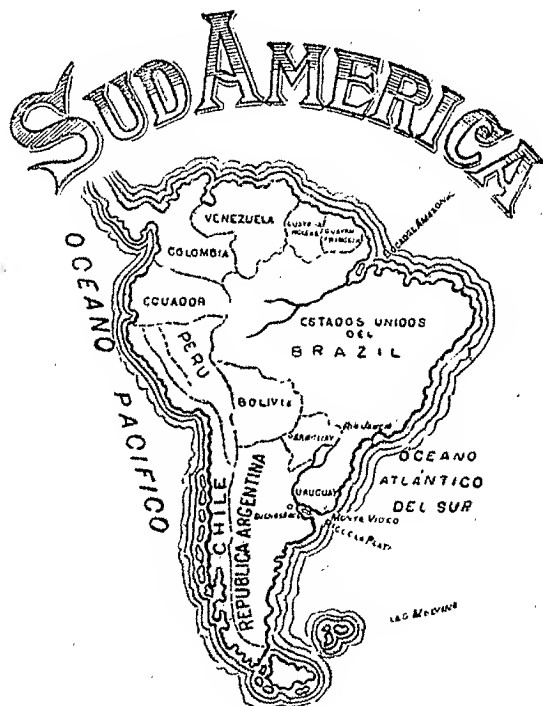 SUD AMERICA
OCEANO
PACIFICO
VENEZUELA
COLOMBIA
ECUADOR
PERU
ESTADOS UNIDOS
DEL
BRAZIL
BOLIVIA
URUGUAY
CHILE
REPUBLICA ARGENTINA
MONTE VIDEO
OCEANO
ATLÁNTICO
DEL SUR